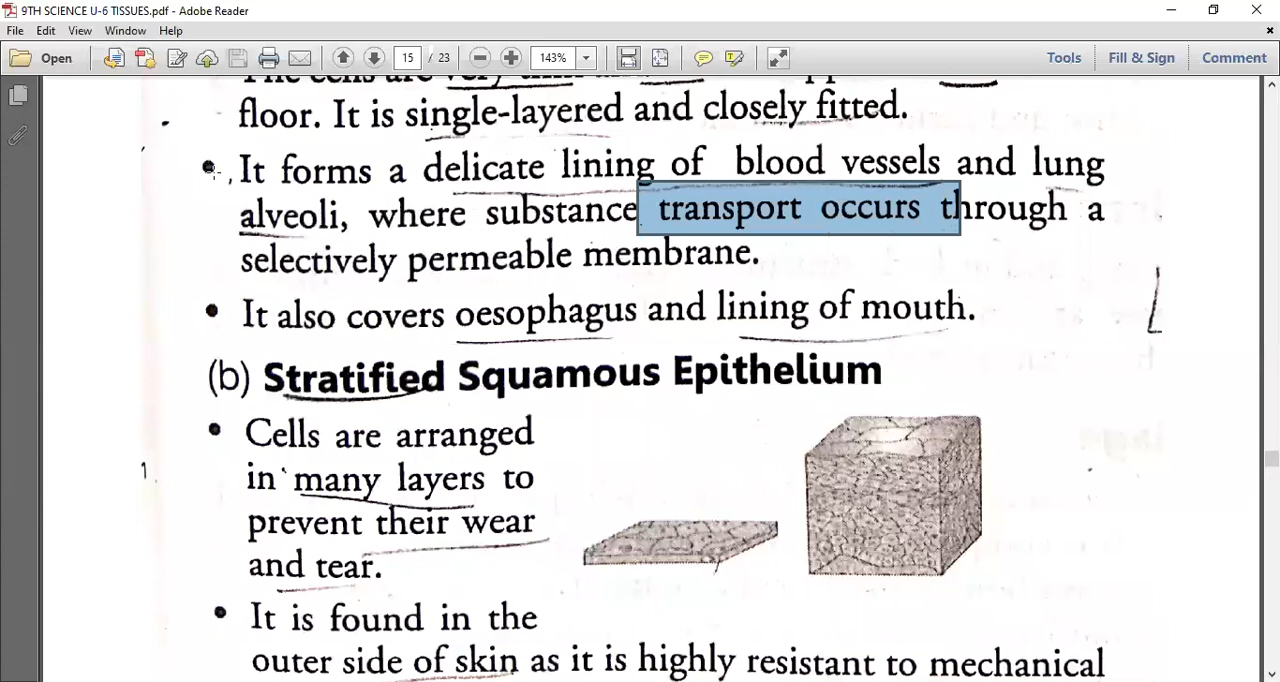 9TH SCIENCE U-6 TISSUES.pdf - Adobe Reader
File Edit View Window Help
Open 15 / 23 143% Tools Fill & Sign Comment
The cells are very
floor. It is single-layered and closely fitted.
• It forms a delicate lining of blood vessels and lung
alveoli, where substance transport occurs through a
selectively permeable membrane.
• It also covers oesophagus and lining of mouth.
(b) Stratified Squamous Epithelium
• Cells are arranged
in many layers to
prevent their wear
and tear.
• It is found in the
outer side of skin as it is highly resistant to mechanical